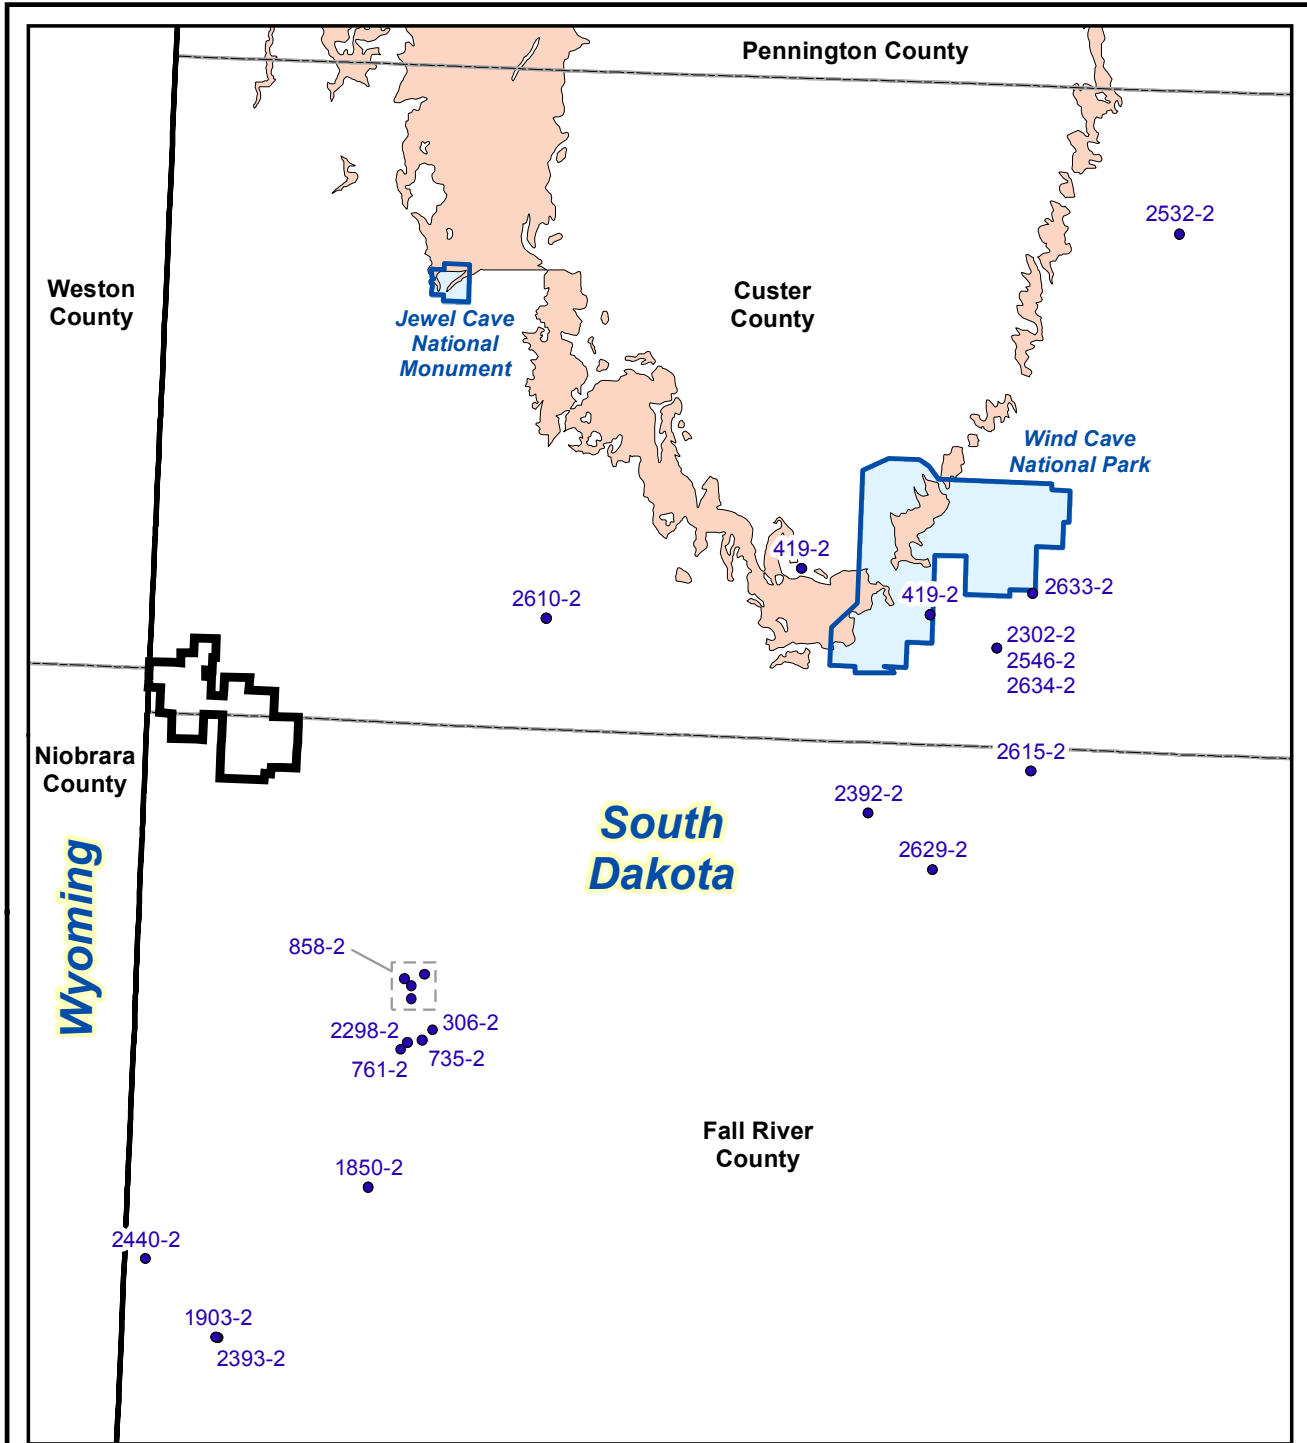 Pennington County
2532-2
Weston
County
Custer
County
Jewel Cave
National
Monument
Wind Cave
National Park
419-2
2610-2
419-2
2633-2
2302-2
2546-2
2634-2
Niobrara
County
2615-2
2392-2
South
Dakota
2629-2
Wyoming
858-2
306-2
2298-2
735-2
761-2
Fall River
County
1850-2
2440-2
1903-2
2393-2